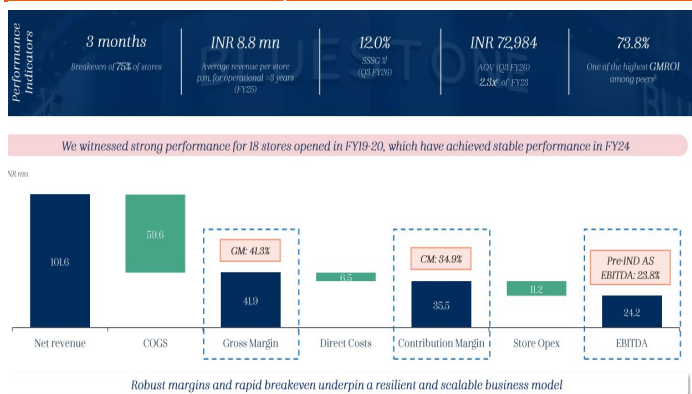 Performance
Indicators
3 months
Breakeven of 75% of stores
INR 8.8 mn
Average revenue per store
p.m. for operational >3 years
(FY25)
12.0%
SSSG
(Q3 FY26)
INR 72,984
AOV (Q3 FY26)
2.3x of FY23
73.8%
One of the highest GMROI
among peers
BLUESTONE
We witnessed strong performance for 18 stores opened in FY19-20, which have achieved stable performance in FY24
NR mn
101.6
59.6
GM: 41.3%
41.9
6.5
CM: 34.9%
35.5
11.2
Pre-IND AS
EBITDA: 23.8%
24.2
Net revenue
COGS
Gross Margin
Direct Costs
Contribution Margin
Store Opex
EBITDA
Robust margins and rapid breakeven underpin a resilient and scalable business model